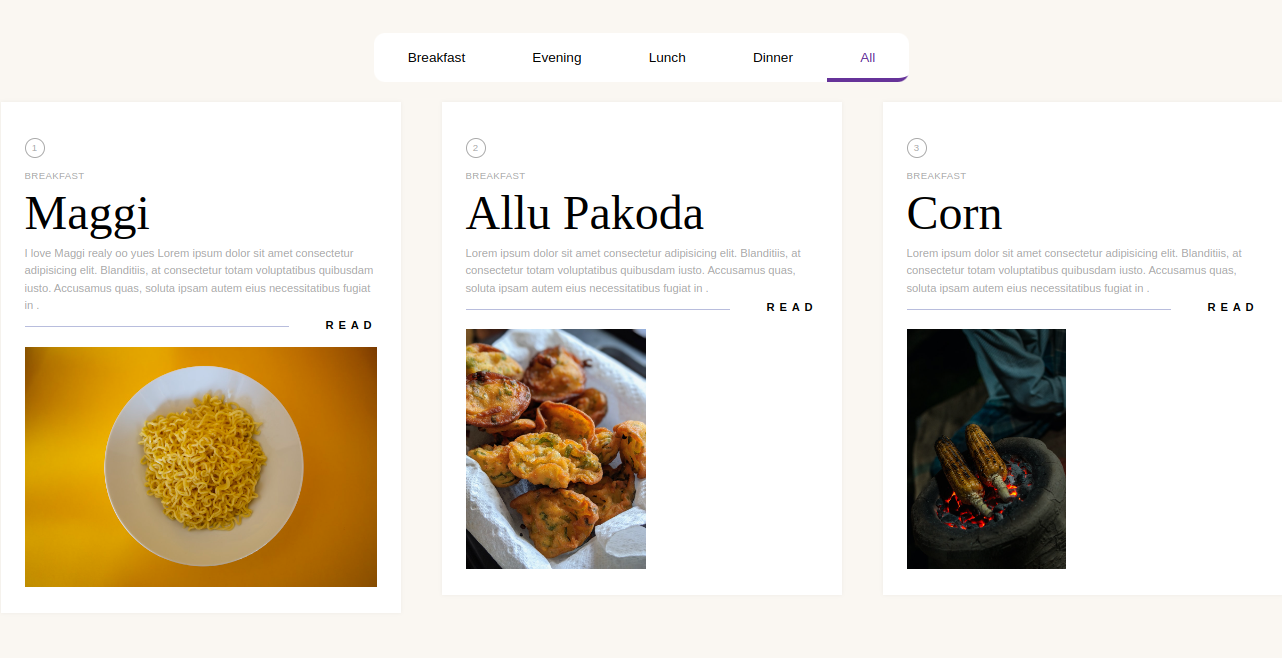 Breakfast Evening Lunch Dinner All
1
BREAKFAST
Maggi
I love Maggi realy oo yues Lorem ipsum dolor sit amet consectetur
adipisicing elit. Blanditiis, at consectetur totam voluptatibus quibusdam
iusto. Accusamus quas, soluta ipsam autem eius necessitatibus fugiat
in .
READ
2
BREAKFAST
Allu Pakoda
Lorem ipsum dolor sit amet consectetur adipisicing elit. Blanditiis, at
consectetur totam voluptatibus quibusdam iusto. Accusamus quas,
soluta ipsam autem eius necessitatibus fugiat in .
READ
3
BREAKFAST
Corn
Lorem ipsum dolor sit amet consectetur adipisicing elit. Blanditiis, at
consectetur totam voluptatibus quibusdam iusto. Accusamus quas,
soluta ipsam autem eius necessitatibus fugiat in .
READ